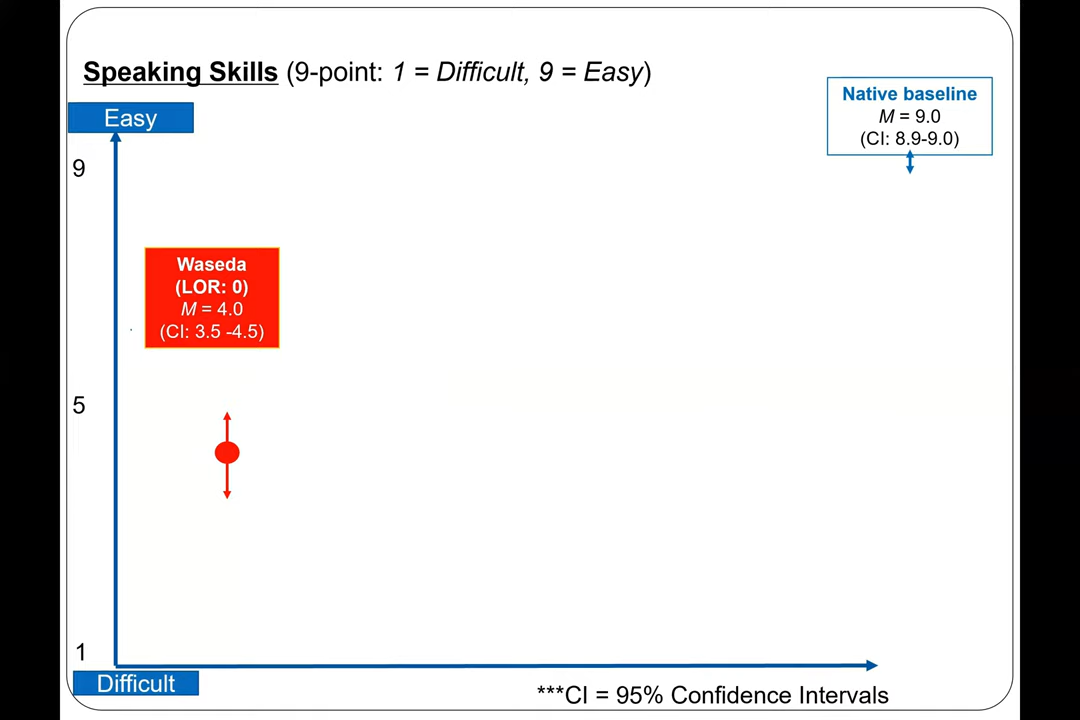 Speaking Skills (9-point: 1 = Difficult, 9 = Easy)
Native baseline
M = 9.0
(CI: 8.9-9.0)
Easy
9
Waseda
(LOR: 0)
M = 4.0
(CI: 3.5 -4.5)
5
1
Difficult
***CI = 95% Confidence Intervals